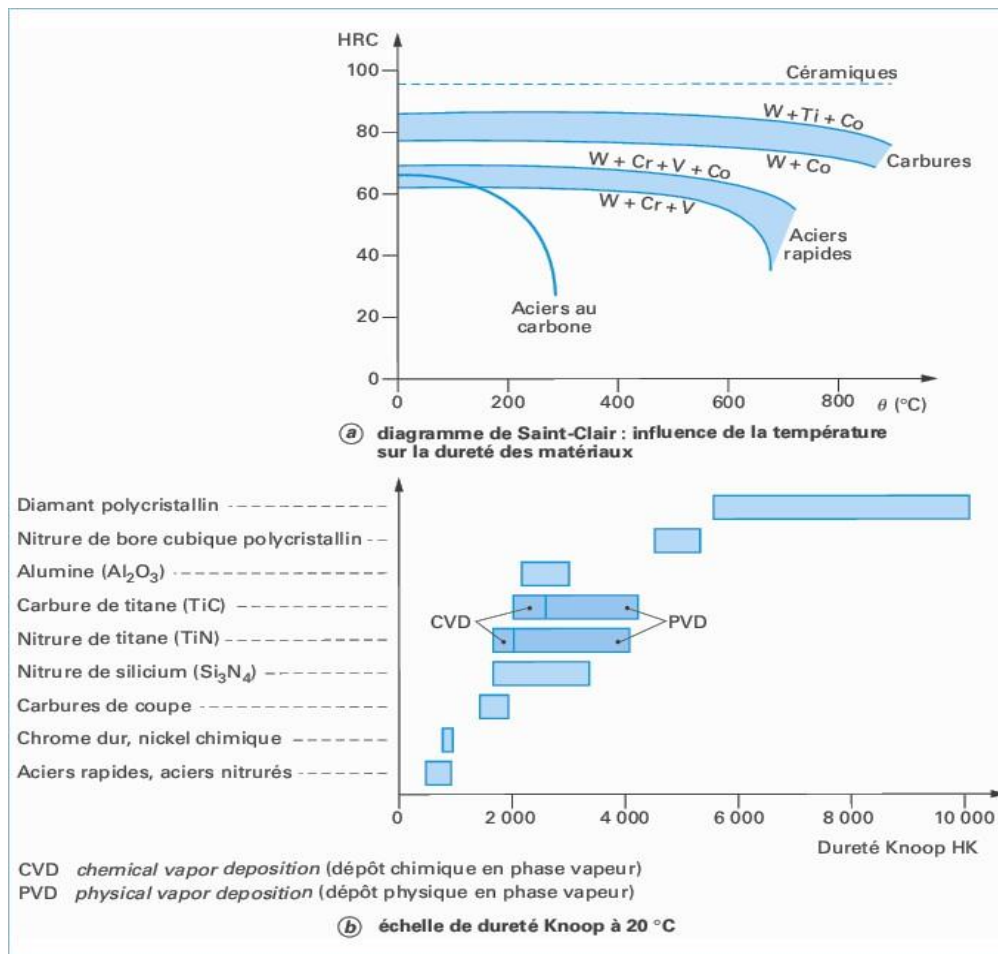 HRC
100
80
60
40
20
0
Céramiques
W + Ti + Co
W + Co
Carbures
W + Cr + V + Co
W + Cr + V
Aciers
rapides
Aciers au
carbone
0
200
400
600
800
θ (°C)
a diagramme de Saint-Clair : influence de la température
sur la dureté des matériaux
Diamant polycristallin
Nitrure de bore cubique polycristallin
Alumine (Al₂O₃)
Carbure de titane (TiC)
CVD
PVD
Nitrure de titane (TiN)
Nitrure de silicium (Si₃N₄)
Carbures de coupe
Chrome dur, nickel chimique
Aciers rapides, aciers nitrurés
0
2 000
4 000
6 000
8 000
10 000
Dureté Knoop HK
CVD chemical vapor deposition (dépôt chimique en phase vapeur)
PVD physical vapor deposition (dépôt physique en phase vapeur)
b échelle de dureté Knoop à 20 °C